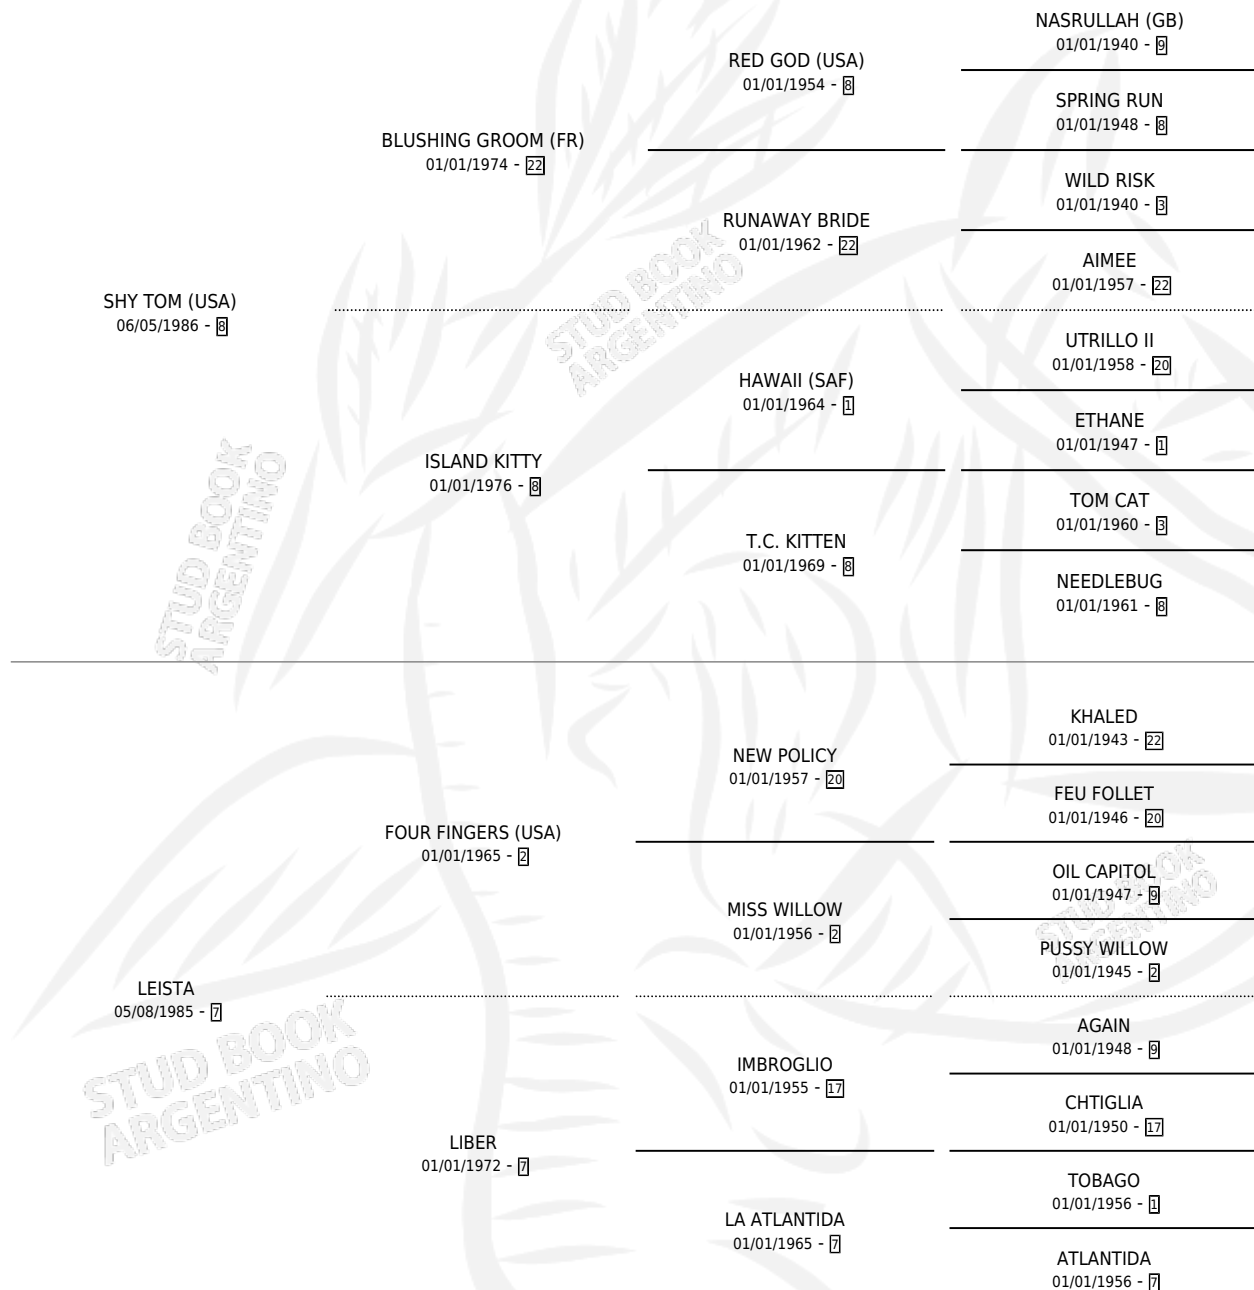 NASRULLAH (GB)
01/01/1940 - 9
RED GOD (USA)
01/01/1954 - 8
SPRING RUN
01/01/1948 - 8
BLUSHING GROOM (FR)
01/01/1974 - 22
WILD RISK
01/01/1940 - 3
RUNAWAY BRIDE
01/01/1962 - 22
AIMEE
01/01/1957 - 22
SHY TOM (USA)
06/05/1986 - 8
UTRILLO II
01/01/1958 - 20
HAWAII (SAF)
01/01/1964 - 1
ETHANE
01/01/1947 - 1
ISLAND KITTY
01/01/1976 - 8
TOM CAT
01/01/1960 - 3
T.C. KITTEN
01/01/1969 - 8
NEEDLEBUG
01/01/1961 - 8
KHALED
01/01/1943 - 22
NEW POLICY
01/01/1957 - 20
FEU FOLLET
01/01/1946 - 20
FOUR FINGERS (USA)
01/01/1965 - 2
OIL CAPITOL
01/01/1947 - 9
MISS WILLOW
01/01/1956 - 2
PUSSY WILLOW
01/01/1945 - 2
LEISTA
05/08/1985 - 7
AGAIN
01/01/1948 - 9
IMBROGLIO
01/01/1955 - 17
CHTIGLIA
01/01/1950 - 17
LIBER
01/01/1972 - 7
TOBAGO
01/01/1956 - 1
LA ATLANTIDA
01/01/1965 - 7
ATLANTIDA
01/01/1956 - 7
STUD BOOK
ARGENTINO
STUD BOOK
ARGENTINO
STUD BOOK
ARGENTINO
STUD BOOK
ARGENTINO